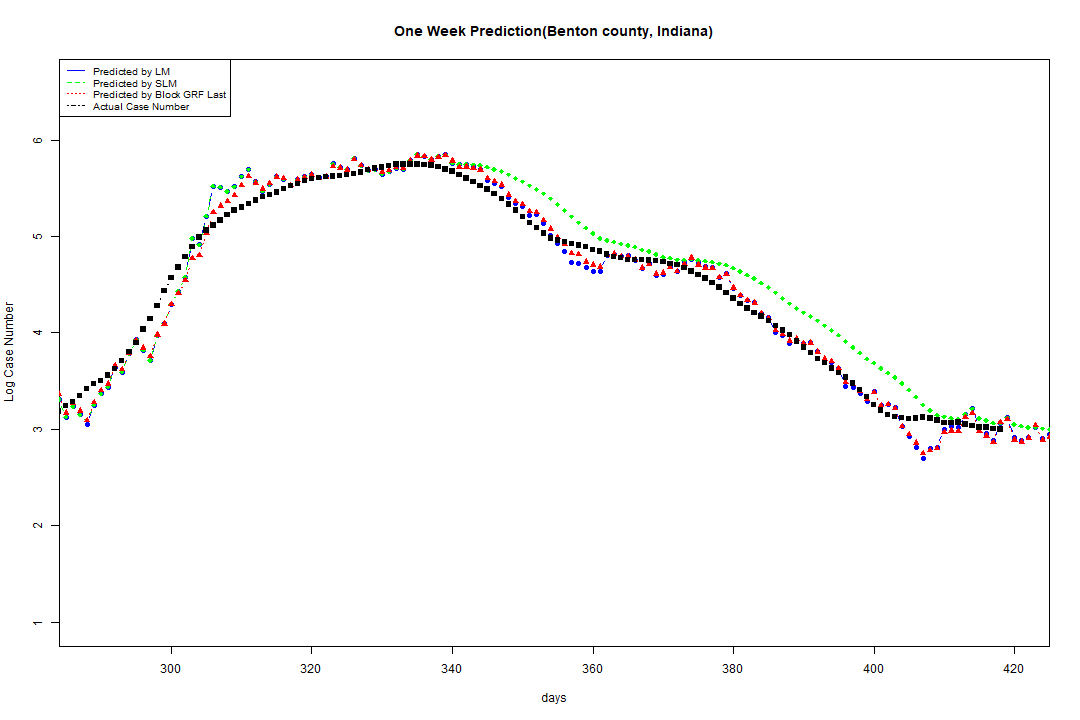 One Week Prediction(Benton county, Indiana)
Predicted by LM
Predicted by SLM
Predicted by Block GRF Last
Actual Case Number
Log Case Number
6
5
4
3
2
1
300 320 340 360 380 400 420
days